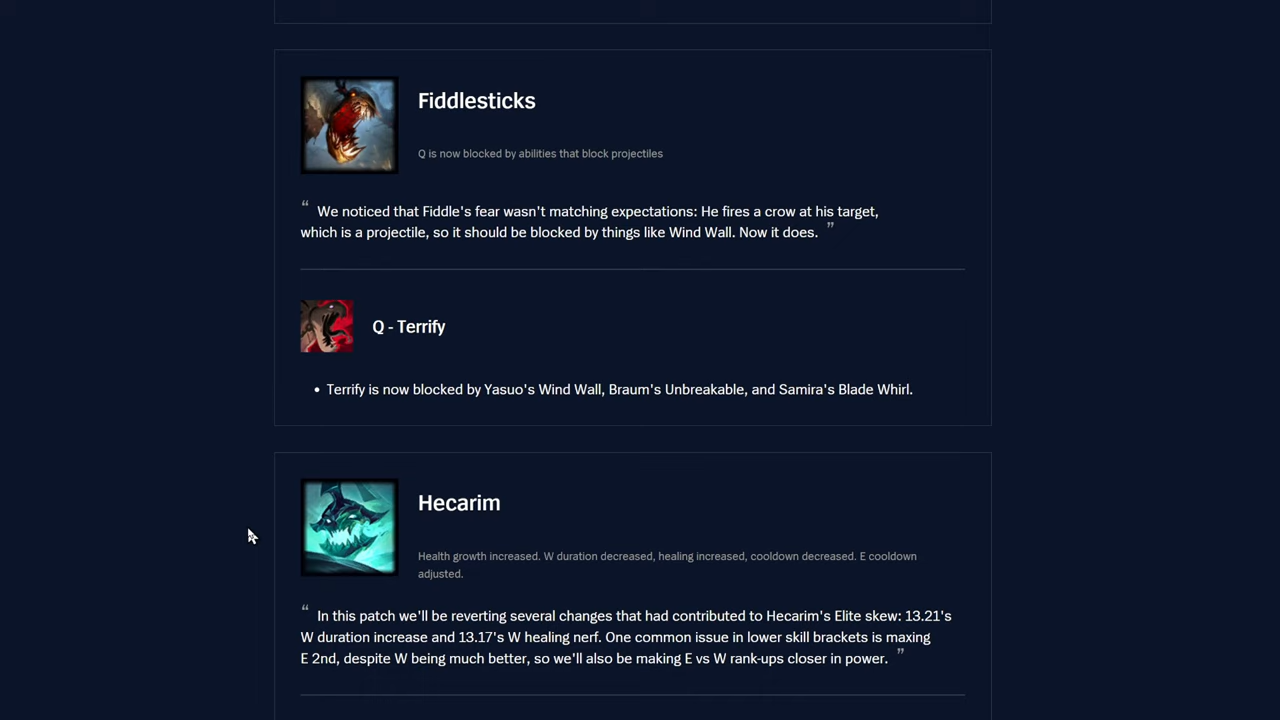 Fiddlesticks
Q is now blocked by abilities that block projectiles
“ We noticed that Fiddle's fear wasn't matching expectations: He fires a crow at his target,
which is a projectile, so it should be blocked by things like Wind Wall. Now it does. ”
Q - Terrify
• Terrify is now blocked by Yasuo's Wind Wall, Braum's Unbreakable, and Samira's Blade Whirl.
Hecarim
Health growth increased. W duration decreased, healing increased, cooldown decreased. E cooldown
adjusted.
“ In this patch we'll be reverting several changes that had contributed to Hecarim's Elite skew: 13.21's
W duration increase and 13.17's W healing nerf. One common issue in lower skill brackets is maxing
E 2nd, despite W being much better, so we'll also be making E vs W rank-ups closer in power. ”